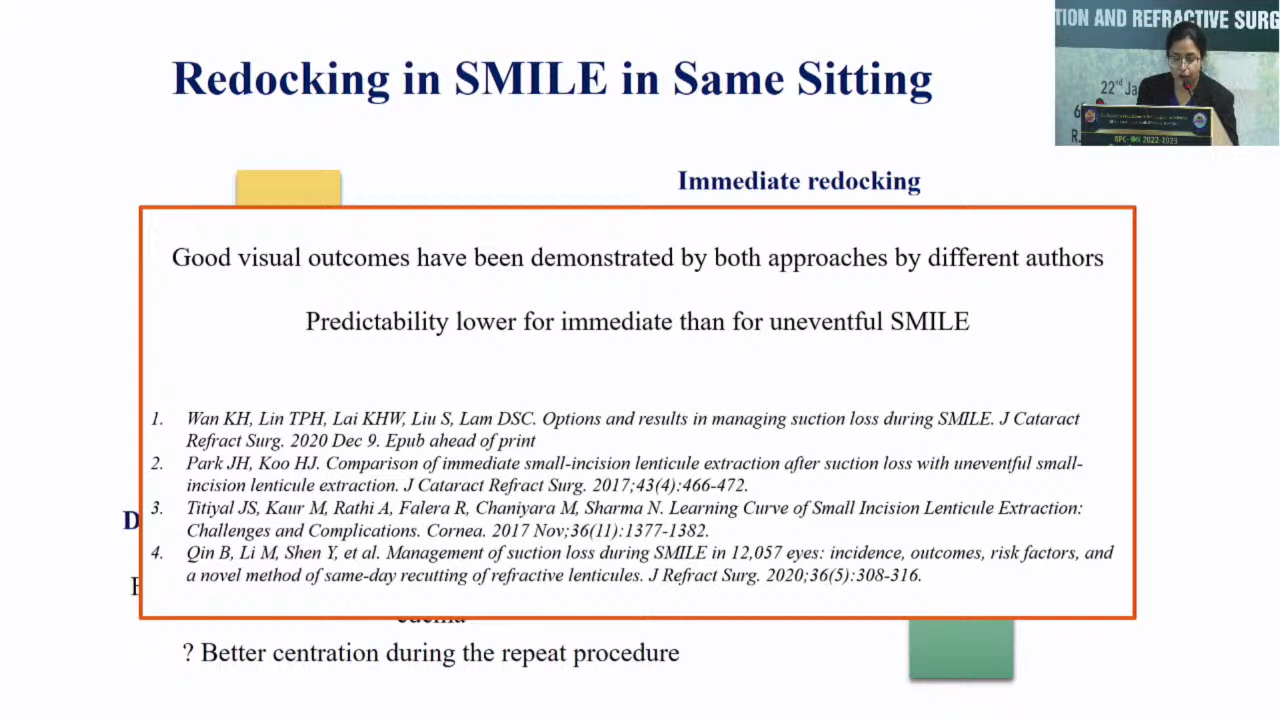 TION AND REFRACTIVE SURG
22nd Ja
RPC- 2022-2023
Redocking in SMILE in Same Sitting
Immediate redocking
Good visual outcomes have been demonstrated by both approaches by different authors
Predictability lower for immediate than for uneventful SMILE
1. Wan KH, Lin TPH, Lai KHW, Liu S, Lam DSC. Options and results in managing suction loss during SMILE. J Cataract
Refract Surg. 2020 Dec 9. Epub ahead of print
2. Park JH, Koo HJ. Comparison of immediate small-incision lenticule extraction after suction loss with uneventful small-
incision lenticule extraction. J Cataract Refract Surg. 2017;43(4):466-472.
3. Titiyal JS, Kaur M, Rathi A, Falera R, Chaniyara M, Sharma N. Learning Curve of Small Incision Lenticule Extraction:
Challenges and Complications. Cornea. 2017 Nov;36(11):1377-1382.
4. Qin B, Li M, Shen Y, et al. Management of suction loss during SMILE in 12,057 eyes: incidence, outcomes, risk factors, and
a novel method of same-day recutting of refractive lenticules. J Refract Surg. 2020;36(5):308-316.
D
edema
? Better centration during the repeat procedure